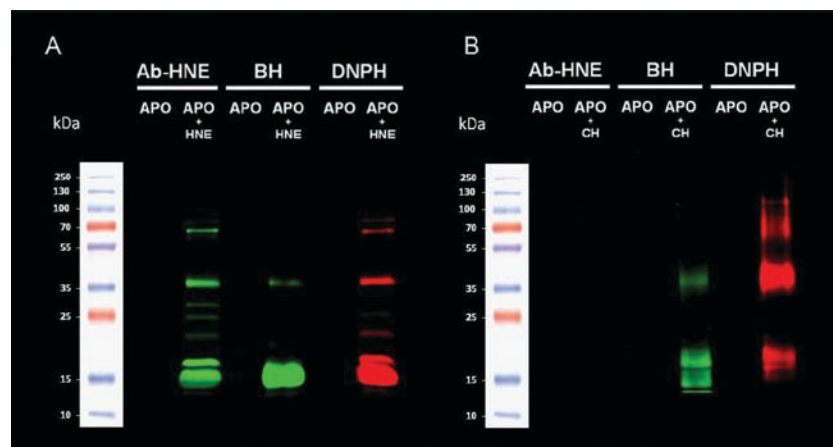 A
Ab-HNE BH DNPH
APO APO + HNE APO APO + HNE APO APO + HNE
kDa
250
130
100
70
55
35
25
15
10
B
Ab-HNE BH DNPH
APO APO + CH APO APO + CH APO APO + CH
kDa
250
130
100
70
55
35
25
15
10